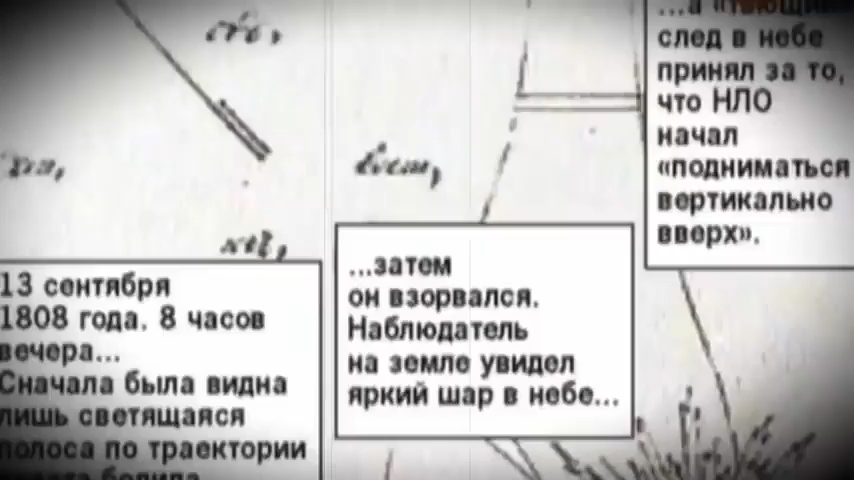 13 сентября
1808 года. 8 часов
вечера...
Сначала была видна
лишь светящаяся
полоса по траектории
...затем
он взорвался.
Наблюдатель
на земле увидел
яркий шар в небе...
след в небе
принял за то,
что НЛО
начал
«подниматься
вертикально
вверх».